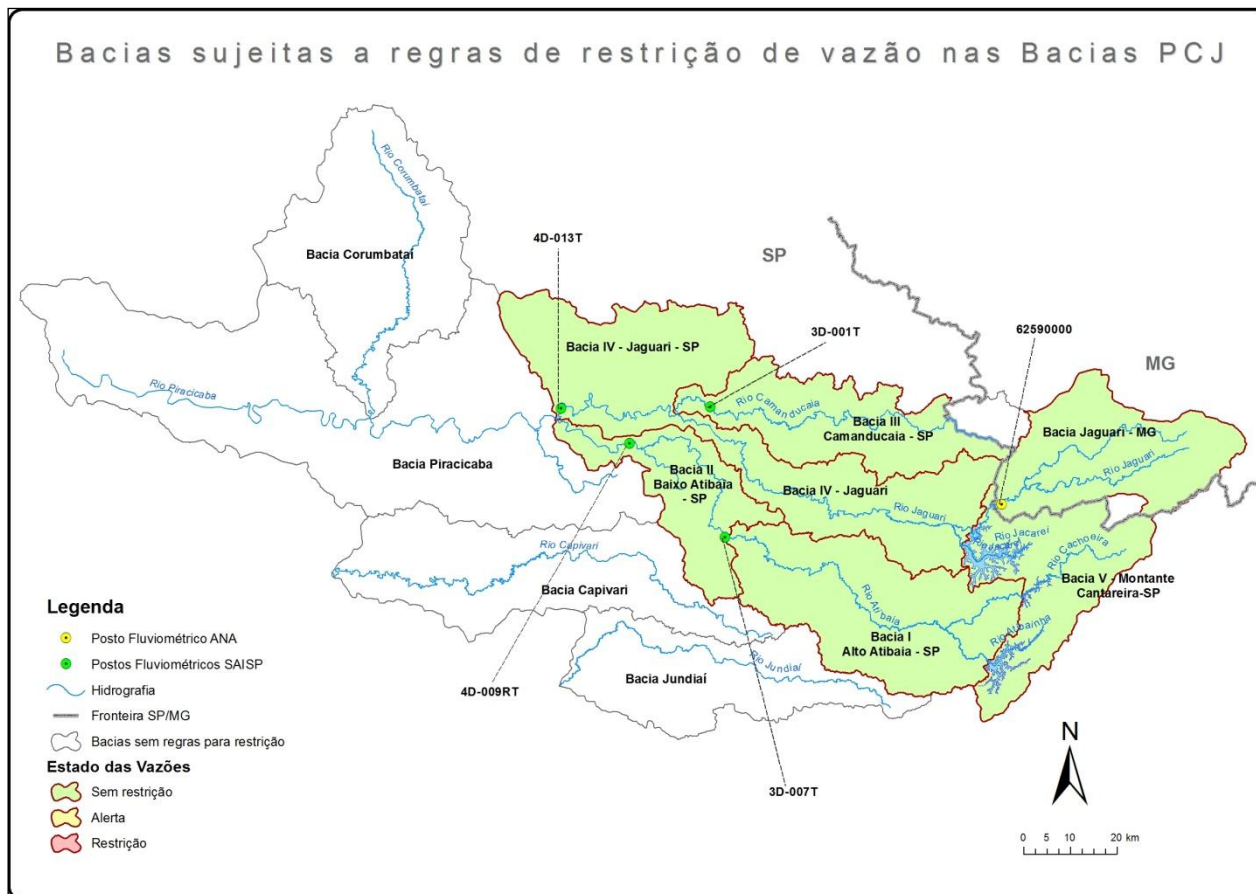 Bacias sujeitas a regras de restrição de vazão nas Bacias PCJ
Rio Corumbataí
Bacia Corumbataí
4D-013T
SP
3D-001T
62590000
MG
Bacia IV - Jaguari - SP
Rio Piracicaba
Rio Camanducaia
Bacia III
Camanducaia - SP
Bacia Jaguari - MG
Rio Jaguari
Bacia Piracicaba
Bacia II
Baixo Atibaia
- SP
Bacia IV - Jaguari
Rio Jaguari
Rio Jacareí
Rio Cachoeira
Rio Capivari
Bacia V - Montante
Cantareira-SP
Bacia Capivari
Rio Atibaia
Bacia I
Alto Atibaia - SP
Rio Atibainha
Rio Jundiaí
Bacia Jundiaí
4D-009RT
3D-007T
Legenda
Posto Fluviométrico ANA
Postos Fluviométricos SAISP
Hidrografia
Fronteira SP/MG
Bacias sem regras para restrição
Estado das Vazões
Sem restrição
Alerta
Restrição
N
0 5 10 20 km